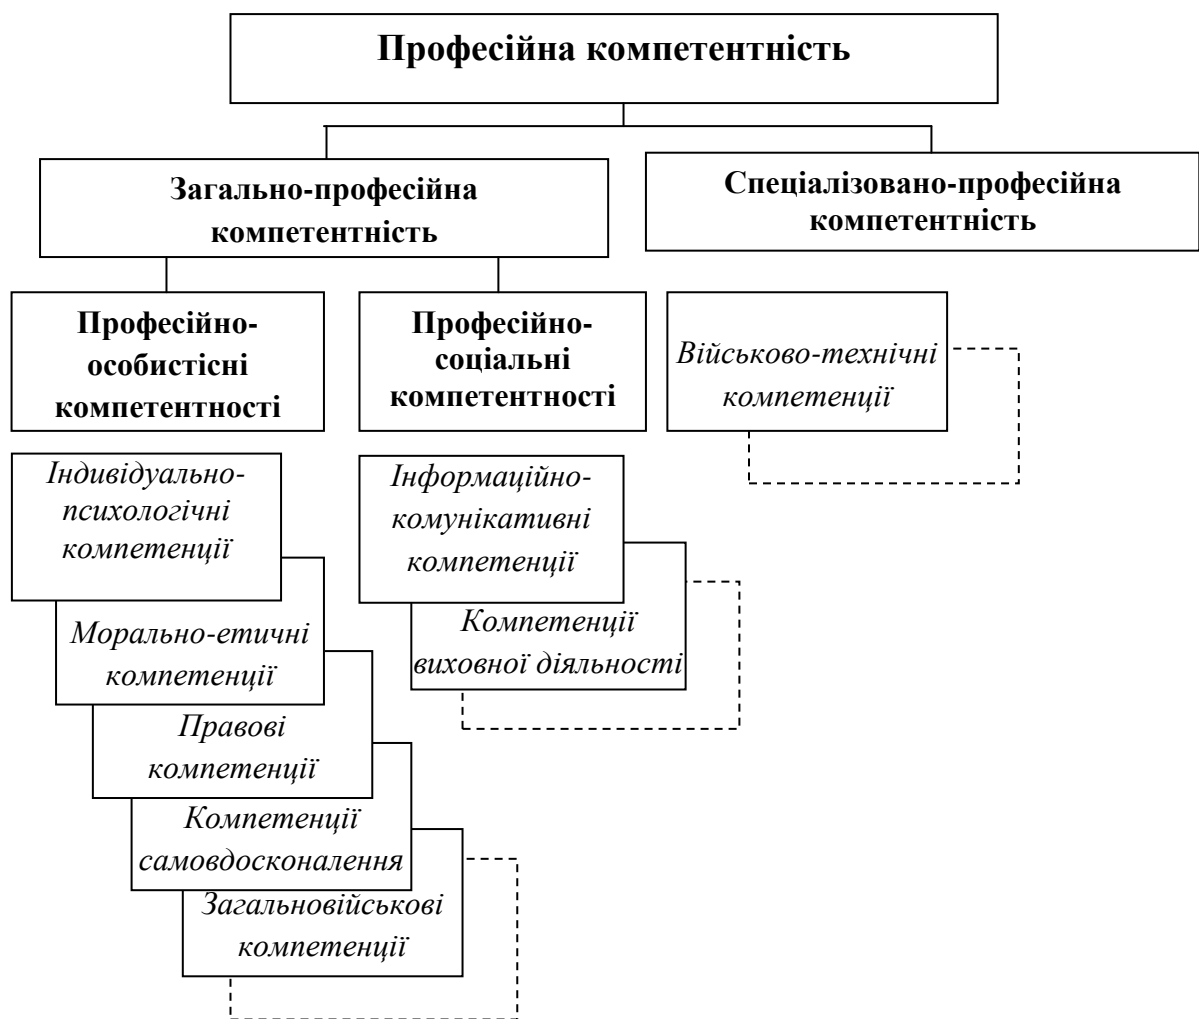 Професійна компетентність
Загально-професійна
компетентність
Спеціалізовано-професійна
компетентність
Професійно-
особистісні
компетентності
Професійно-
соціальні
компетентності
Військово-технічні
компетенції
Індивідуально-
психологічні
компетенції
Морально-етичні
компетенції
Правові
компетенції
Компетенції
самовдосконалення
Загальновійськові
компетенції
Інформаційно-
комунікативні
компетенції
Компетенції
виховної діяльності